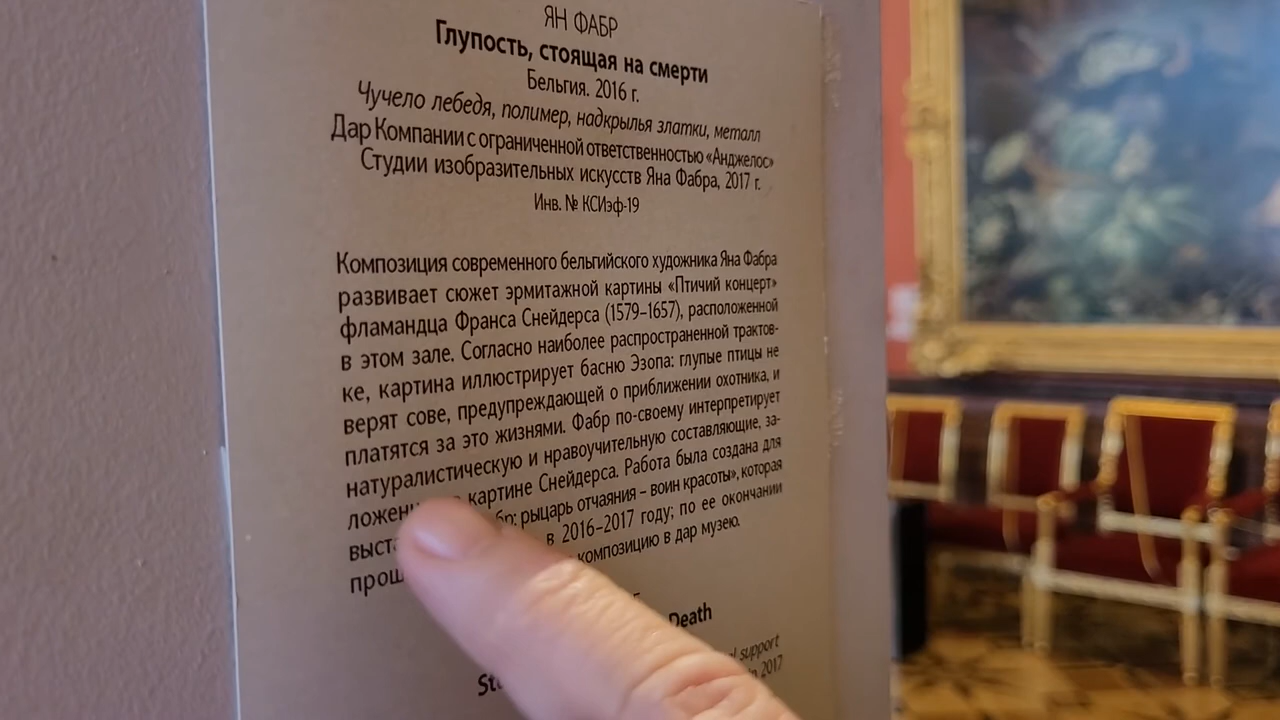 ЯН ФАБР
Глупость, стоящая на смерти
Бельгия. 2016 г.
Чучело лебедя, полимер, надкрылья златки, металл
Дар Компании с ограниченной ответственностью «Анджелос»
Студии изобразительных искусств Яна Фабра, 2017 г.
Инв. № КСИэф-19
Композиция современного бельгийского художника Яна Фабра
развивает сюжет эрмитажной картины «Птичий концерт»
фламандца Франса Снейдерса (1579–1657), расположенной
в этом зале. Согласно наиболее распространенной трактов-
ке, картина иллюстрирует басню Эзопа: глупые птицы не
верят сове, предупреждающей о приближении охотника, и
платятся за это жизнями. Фабр по-своему интерпретирует
натуралистическую и нравоучительную составляющие, за-
картине Снейдерса. Работа была создана для
рыцарь отчаяния – воин красоты», которая
в 2016–2017 году; по ее окончании
композицию в дар музею.
Death
support
2017